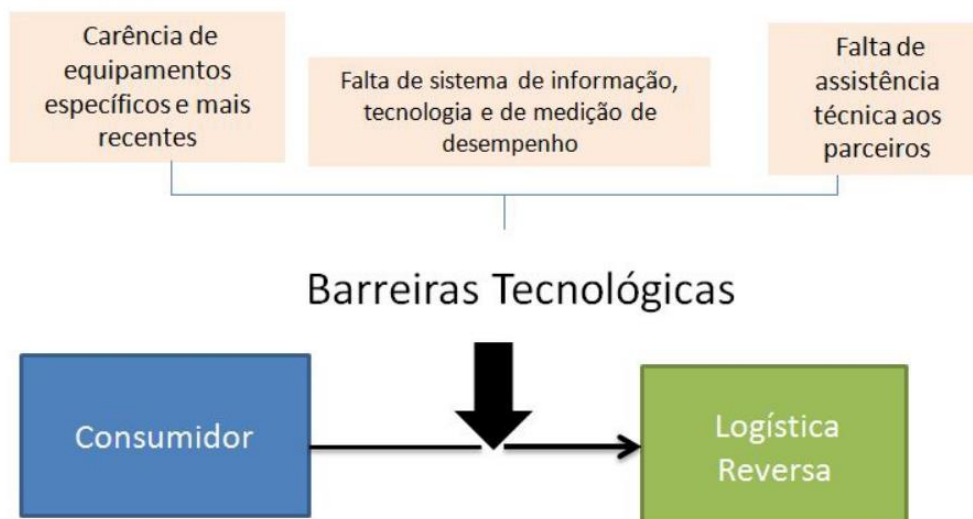 Carência de
equipamentos
específicos e mais
recentes
Falta de sistema de informação,
tecnologia e de medição de
desempenho
Falta de
assistência
técnica aos
parceiros
Barreiras Tecnológicas
Consumidor
Logística
Reversa